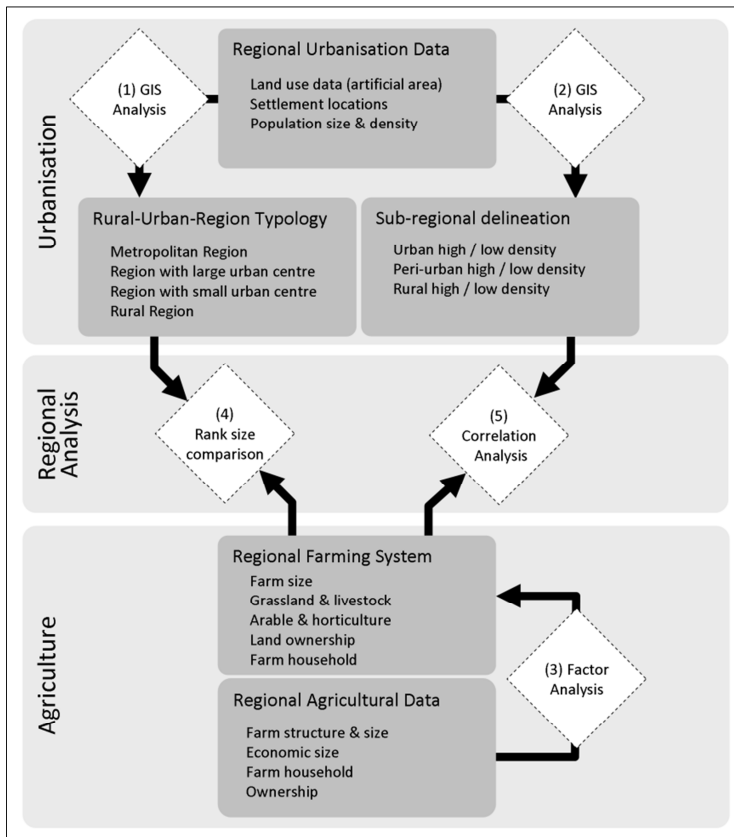 Urbanisation
Regional Urbanisation Data
Land use data (artificial area)
Settlement locations
Population size & density
(1) GIS
Analysis
(2) GIS
Analysis
Rural-Urban-Region Typology
Metropolitan Region
Region with large urban centre
Region with small urban centre
Rural Region
Sub-regional delineation
Urban high / low density
Peri-urban high / low density
Rural high / low density
Regional
Analysis
(4)
Rank size
comparison
(5)
Correlation
Analysis
Agriculture
Regional Farming System
Farm size
Grassland & livestock
Arable & horticulture
Land ownership
Farm household
(3) Factor
Analysis
Regional Agricultural Data
Farm structure & size
Economic size
Farm household
Ownership